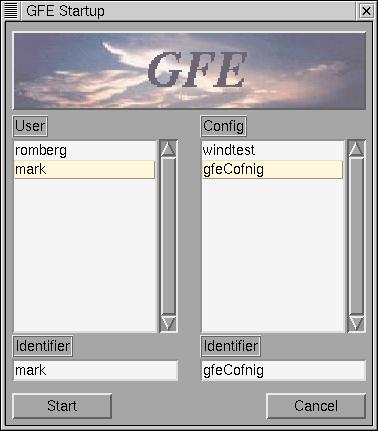 GFE Startup
GFE
User
Config
romberg
windtest
mark
gfeCofnig
Identifier
Identifier
mark
gfeCofnig
Start
Cancel